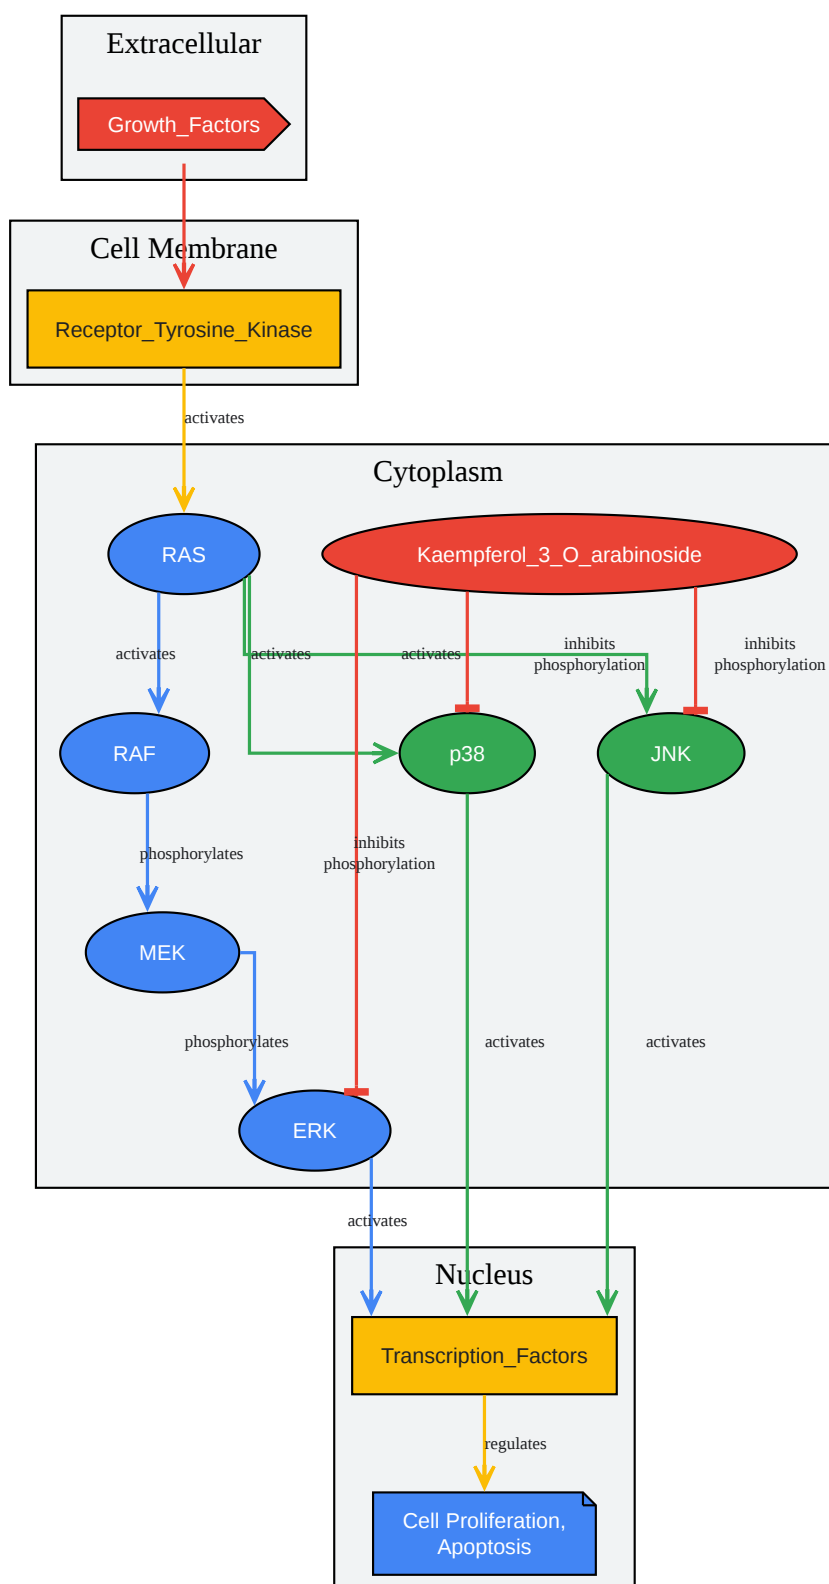 Extracellular
Growth_Factors
Cell Membrane
Receptor_Tyrosine_Kinase
activates
Cytoplasm
RAS
Kaempferol_3_O_arabinoside
activates
activates
activates
inhibits
phosphorylation
inhibits
phosphorylation
RAF
p38
JNK
phosphorylates
inhibits
phosphorylation
MEK
phosphorylates
activates
activates
ERK
activates
Nucleus
Transcription_Factors
regulates
Cell Proliferation,
Apoptosis